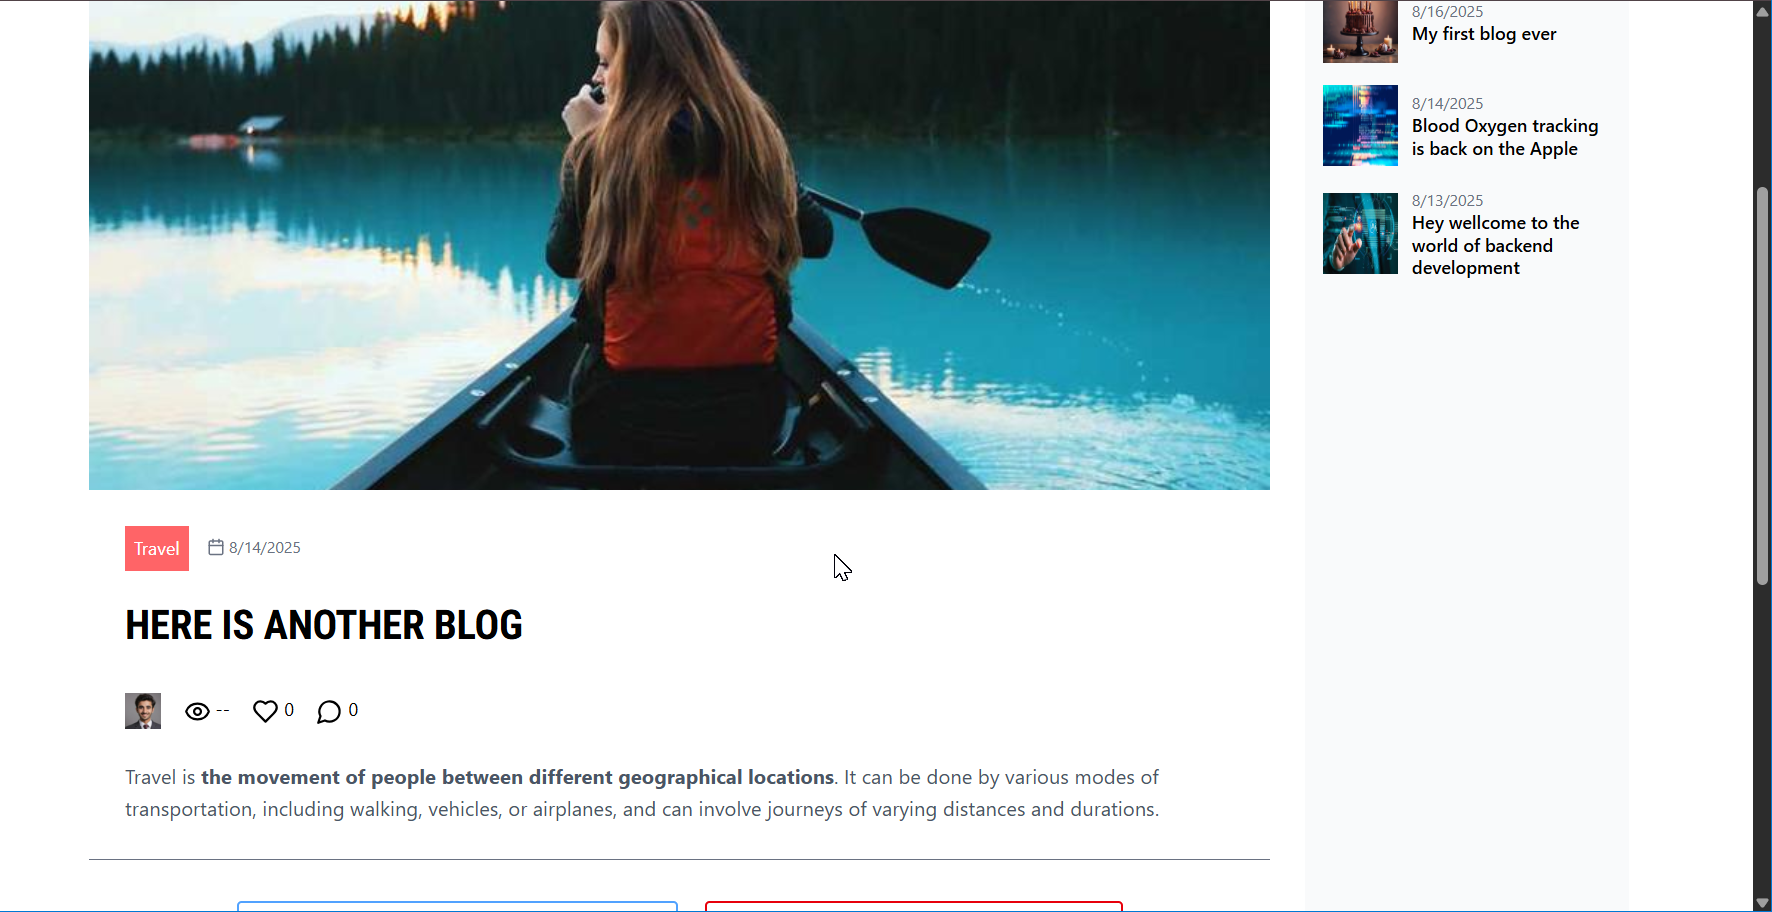 8/16/2025
My first blog ever
8/14/2025
Blood Oxygen tracking
is back on the Apple
8/13/2025
Hey wellcome to the
world of backend
development
Travel
8/14/2025
HERE IS ANOTHER BLOG
-- 0 0
Travel is the movement of people between different geographical locations. It can be done by various modes of
transportation, including walking, vehicles, or airplanes, and can involve journeys of varying distances and durations.